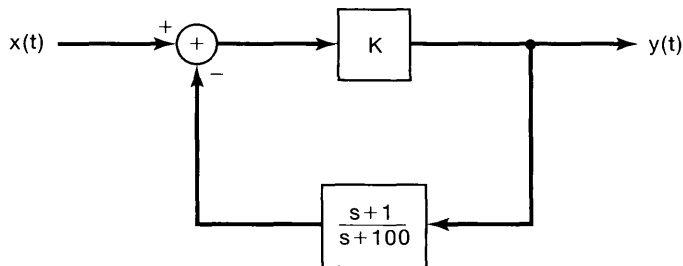 x(t)
+
+
−
K
y(t)
s+1
s+100